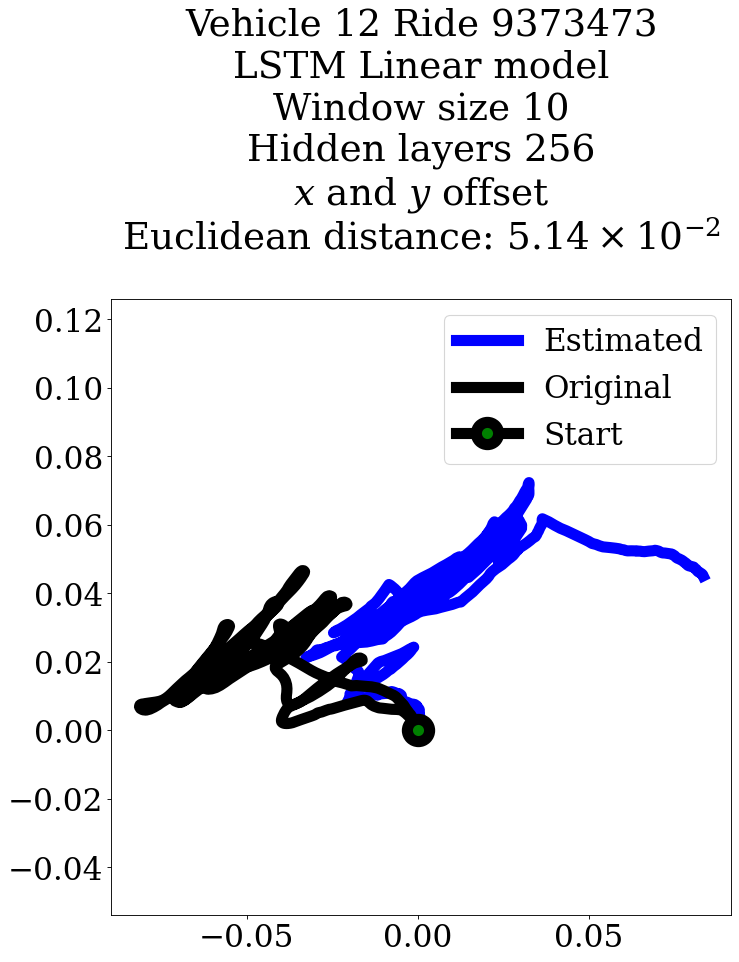 Vehicle 12 Ride 9373473
LSTM Linear model
Window size 10
Hidden layers 256
x and y offset
Euclidean distance: 5.14 × 10⁻²
Estimated
Original
Start
0.12
0.10
0.08
0.06
0.04
0.02
0.00
−0.02
−0.04
−0.05 0.00 0.05